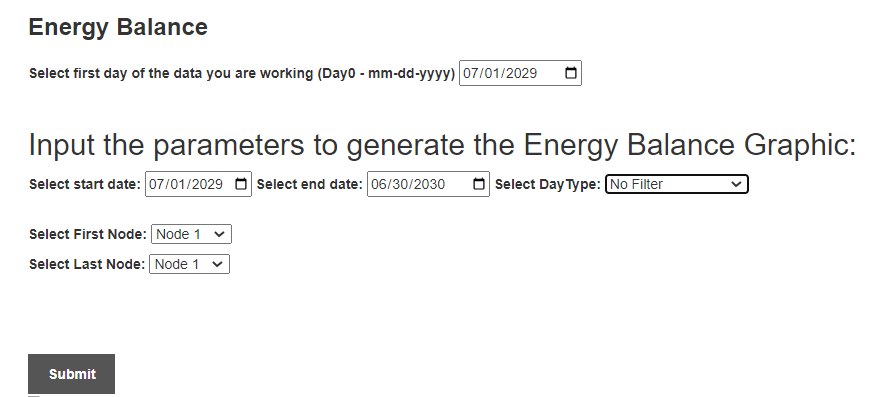 Energy Balance
Select first day of the data you are working (Day0 - mm-dd-yyyy) 07/01/2029
Input the parameters to generate the Energy Balance Graphic:
Select start date: 07/01/2029 Select end date: 06/30/2030 Select DayType: No Filter
Select First Node: Node 1
Select Last Node: Node 1
Submit